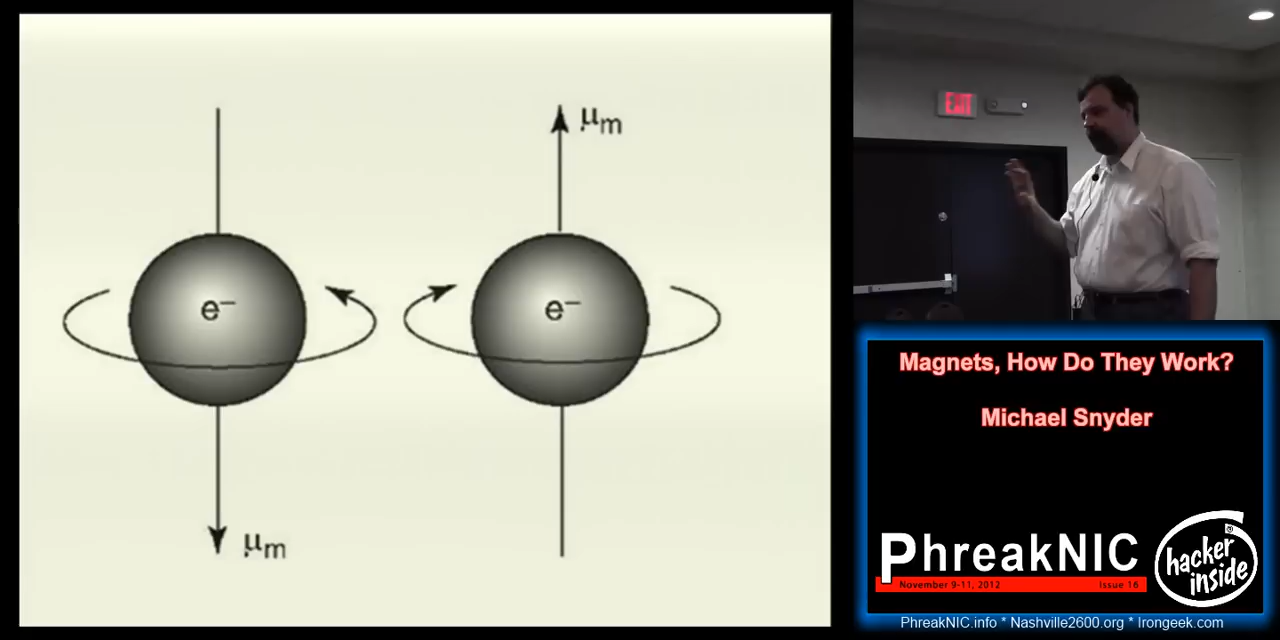 μm
e−
e−
μm
EXIT
Magnets, How Do They Work?
Michael Snyder
PhreakNIC
November 9-11, 2012 Issue 16
hacker
inside
PhreakNIC.info * Nashville2600.org * Irongeek.com